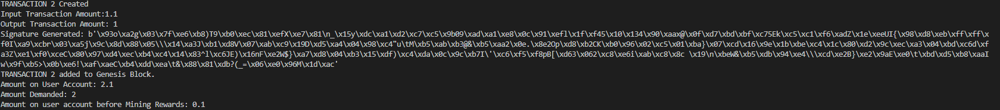 TRANSACTION 2 Created
Input Transaction Amount:1.1
Output Transaction Amount: 1
Signature Generated: b'\x93o\xa2g\x03\x7f\xe6\xb8)T9\xb0\xec\x81\xefX\xe7\x81\n_\x15y\xdc\xa1\xd2\xc7\xc5\x9b09\xad\xa1\xe8\x0c\x91\xefl\x1f\xf45\x10\x134\x90\xaax@\x0f\xd7\xbd\xbf\xc75Ek\xc5\xc1\xf6\xadZ\x1e\xeeUI{\x98\xd8\xeb\xff\xff\x
f0I\xa9\xcbr\x03\xa5j\x9c\x8d\x88\x05\\\x14\xa3J\xb1\xd8V\x07\xab\xc9\x19D\xd5\xa4\x04\x98\xc4"u\tM\xb5\xab\xb3@&\xb5\xaa2\x0e.\x8e2Op\xd8\xb2CK\xb0\x96\x02\xc5\x01\xba}\x07\xcd\x16\x9e\x1b\xbe\xc4\x1c\x80\xd2\x9c\xec\xa3\x04\xbd\xc6d\xf
a3Z\xe1\xf0\xceC\x80\x97\xd4\xec\xb4\xc4\x14\x83^l\xc6JE)\x16nF\xe2W$}\xa7\xd8\x04\xb3\x15\xdf)\xc4\xda\x0c\x9c\xb7I\'\xc6\xf5\xf8pB[\xd63\x062\xc8\xe6i\xab\xc8\x8c \x19\n\xbeW&\xb5\xdb\x94\xe4\\\xcd\xe2B}\xe2\x9aE\xe0\t\xbd\xd5\xb8\xaaI
w\x9f\xb5>\x0b\xe6!\xaf\xaeC\xb4\xdd\xea\t&\x88\x81\xdb?(_=\x06\xe0\x96M\x1d\xac'
TRANSACTION 2 added to Genesis Block.
Amount on User Account: 2.1
Amount Demanded: 2
Amount on user account before Mining Rewards: 0.1